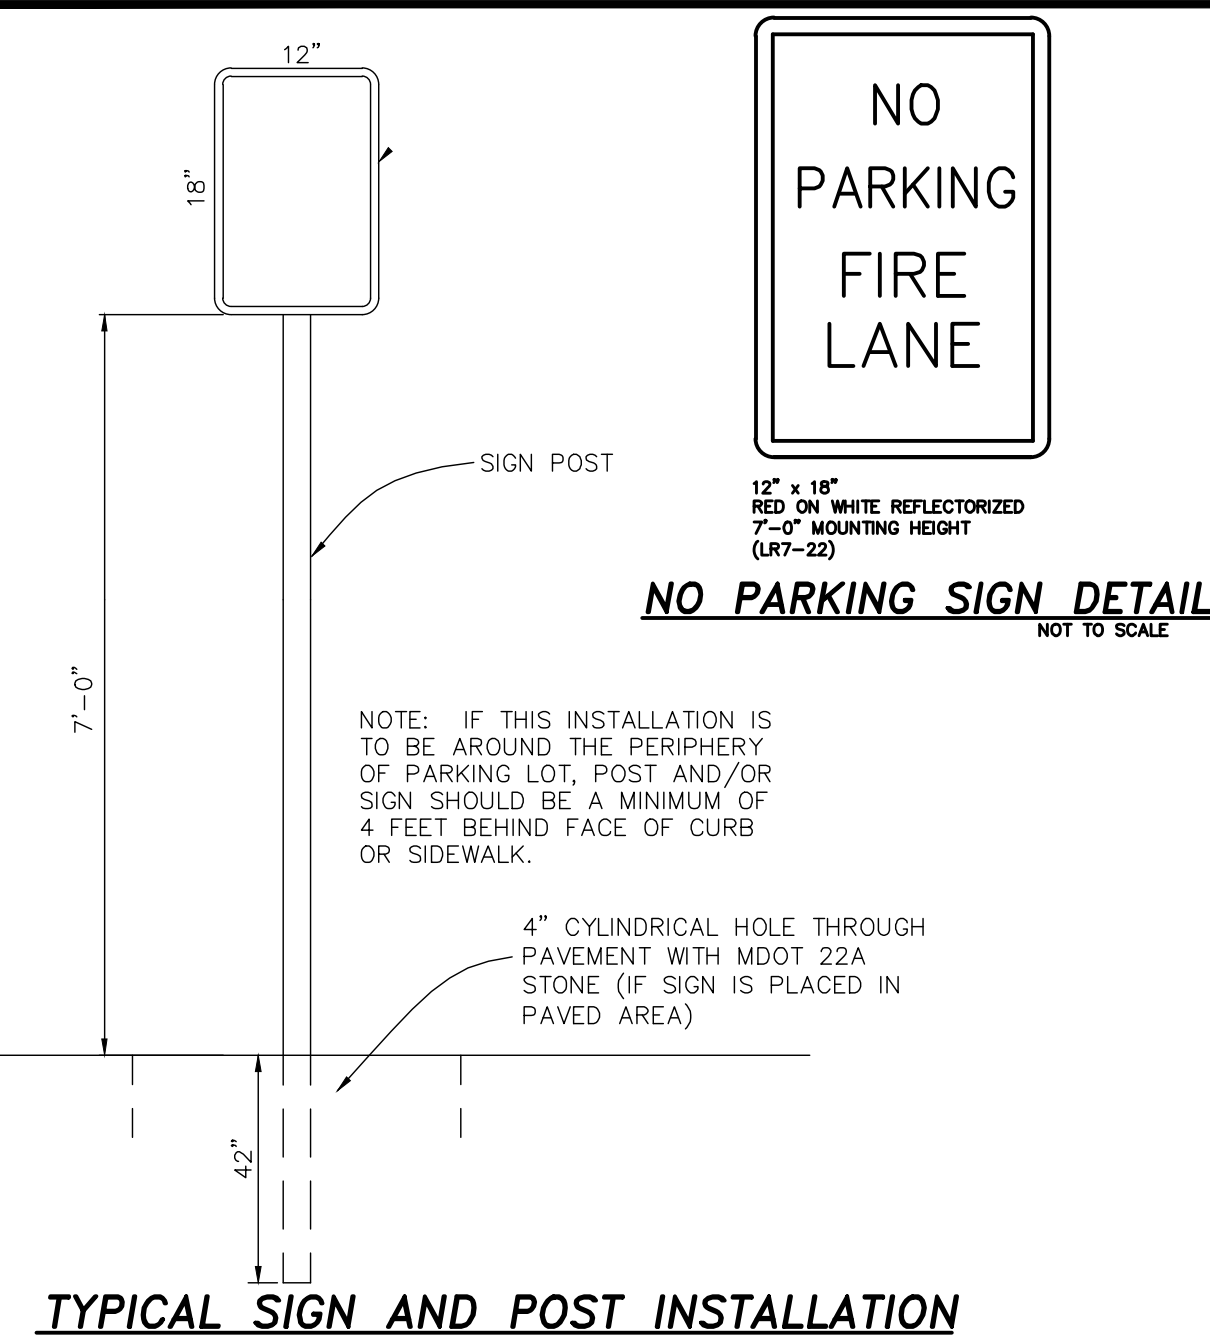 12"
18"
NO
PARKING
FIRE
LANE
SIGN POST
12" x 18"
RED ON WHITE REFLECTORIZED
7'-0" MOUNTING HEIGHT
(LR7-22)
NO PARKING SIGN DETAIL
NOT TO SCALE
7'-0"
NOTE: IF THIS INSTALLATION IS
TO BE AROUND THE PERIPHERY
OF PARKING LOT, POST AND/OR
SIGN SHOULD BE A MINIMUM OF
4 FEET BEHIND FACE OF CURB
OR SIDEWALK.
4" CYLINDRICAL HOLE THROUGH
PAVEMENT WITH MDOT 22A
STONE (IF SIGN IS PLACED IN
PAVED AREA)
42"
TYPICAL SIGN AND POST INSTALLATION